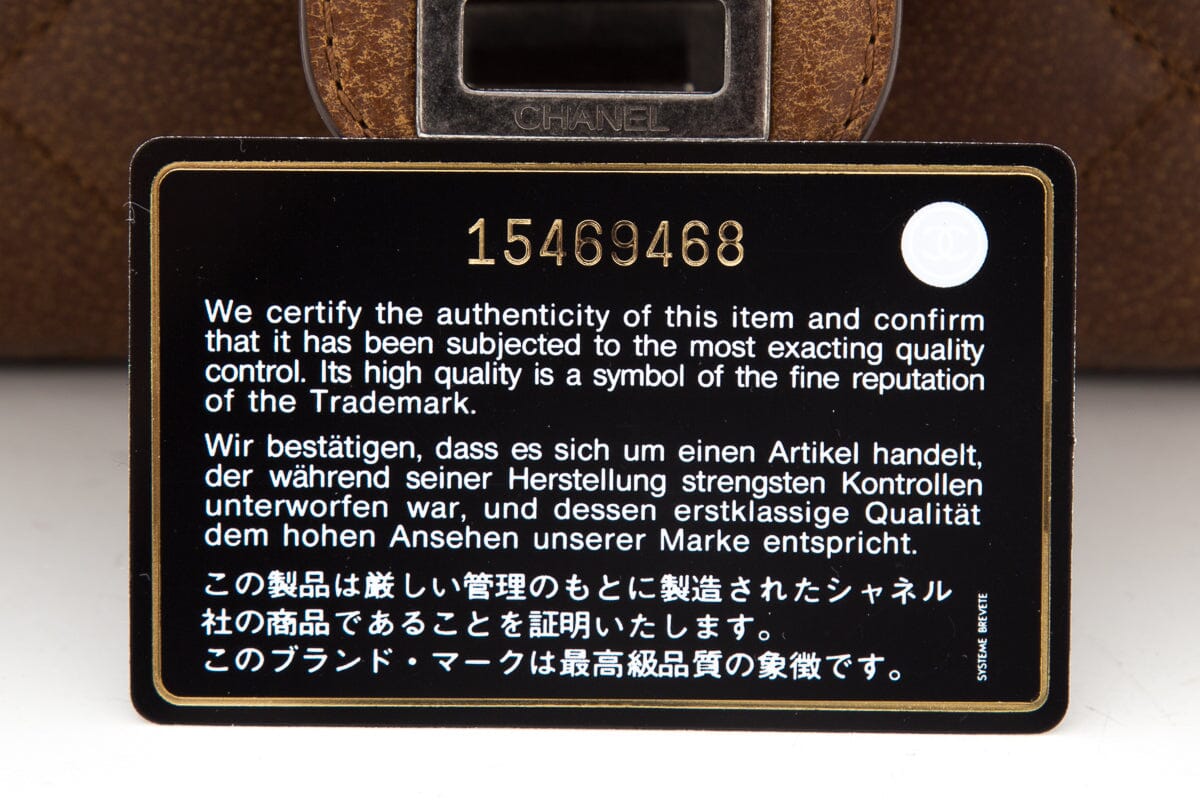 CHANEL
15469468
We certify the authenticity of this item and confirm
that it has been subjected to the most exacting quality
control. Its high quality is a symbol of the fine reputation
of the Trademark.
Wir bestätigen, dass es sich um einen Artikel handelt,
der während seiner Herstellung strengsten Kontrollen
unterworfen war, und dessen erstklassige Qualität
dem hohen Ansehen unserer Marke entspricht.
この製品は厳しい管理のもとに製造されたシャネル
社の商品であることを証明いたします。
このブランド・マークは最高級品質の象徴です。
SYSTEME BREVETE